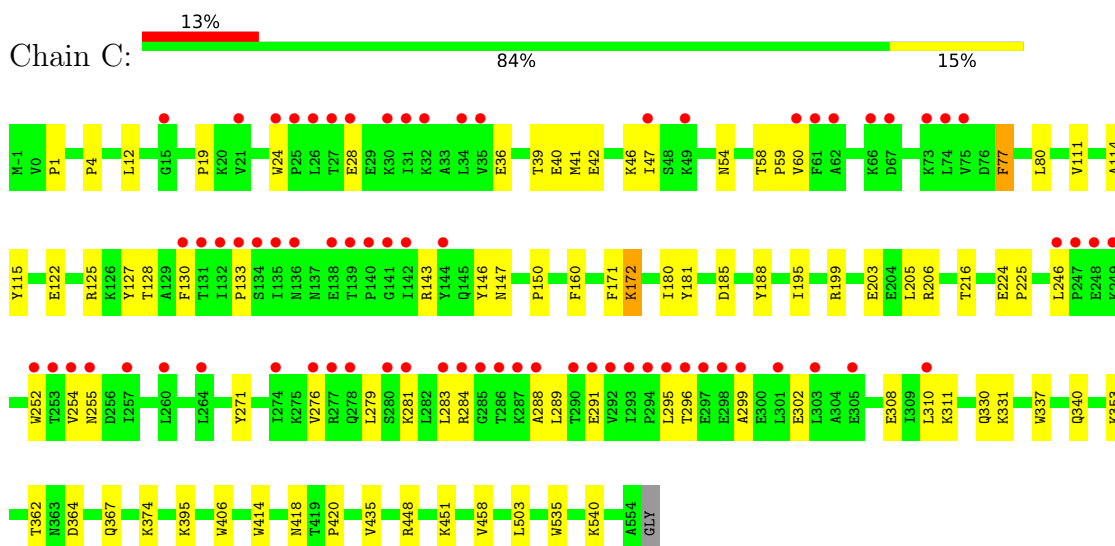 13%
Chain C:
84% 15%
M-1 V0 P1 P4 L12 G15 P19 K20 V21 W24 P25 L26 T27 E28 E29 K30 I31 K32 A33 L34 V35 E36 T39 E40 M41 E42 K46 I47 S48 K49 N54 T58 P59 V60 F61 A62 K66 D67 K73 L74 V75 D76 F77 L80 V111 A114
Y115 E122 R125 K126 Y127 T128 A129 F130 T131 I132 P133 S134 I135 N136 N137 E138 T139 P140 G141 I142 R143 Y144 Q145 Y146 N147 P150 F160 F171 K172 I180 Y181 D185 Y188 I195 R199 E203 E204 L205 R206 T216 E224 P225 L246 P247 E248 K249
W252 T253 V254 N255 D256 I257 L260 L264 Y271 I274 K275 V276 R277 Q278 L279 S280 K281 L282 L283 R284 G285 T286 K287 A288 L289 T290 E291 V292 I293 P294 L295 T296 E297 E298 A299 E300 L301 E302 L303 A304 E305 E308 I309 L310 K311 Q330 K331 W337 Q340 K353
T362 N363 D364 Q367 K374 K395 W406 W414 N418 T419 P420 V435 R448 K451 V458 L503 W535 K540 A554 GLY